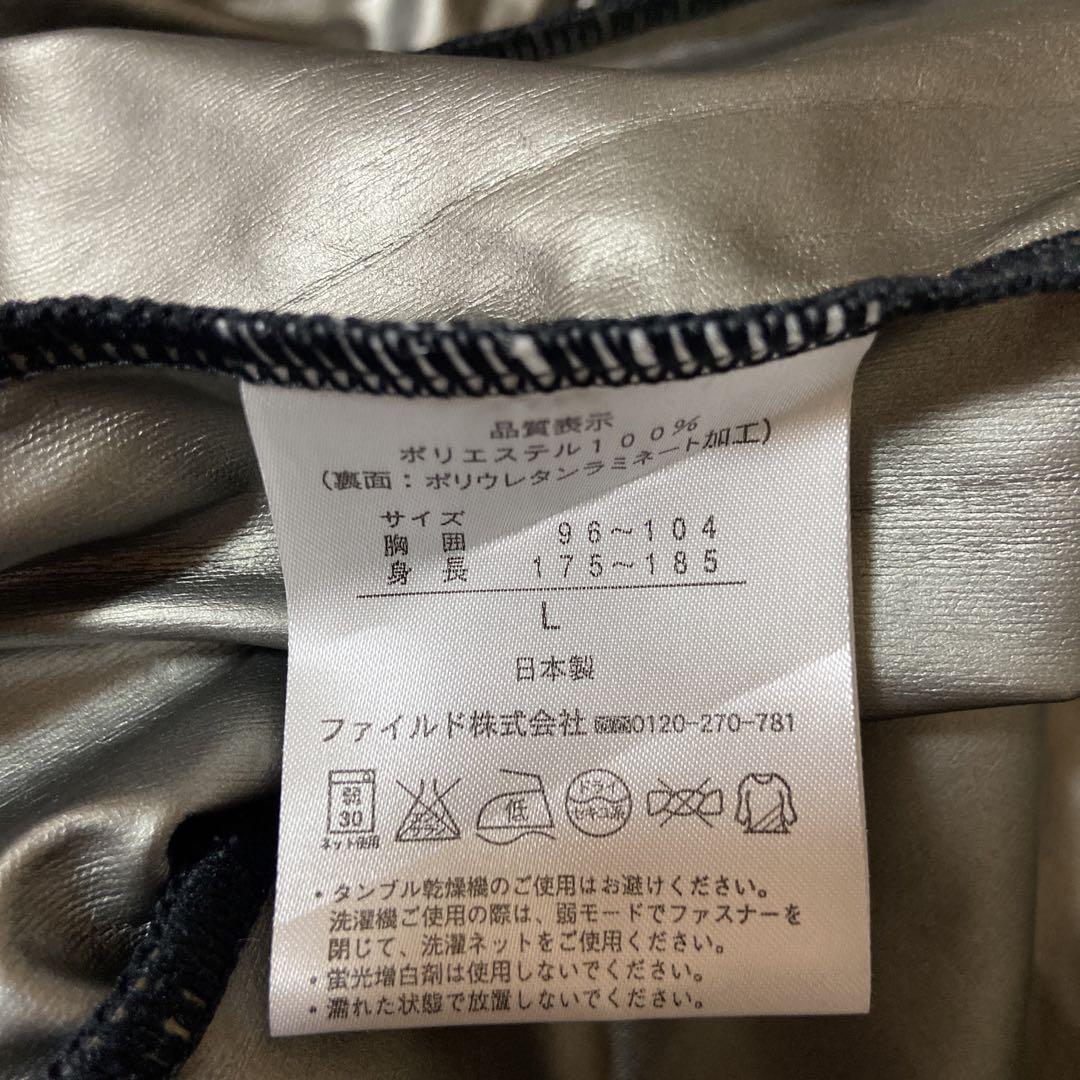 品質表示
ポリエステル100%
(裏面:ポリウレタンラミネート加工)
サイズ
胸囲 96~104
身長 175~185
L
日本製
ファイルド株式会社 0120-270-781
弱 30 低 ドライ セキユ系
ネット使用
・タンブル乾燥機のご使用はお避けください。
洗濯機ご使用の際は、弱モードでファスナーを
閉じて、洗濯ネットをご使用ください。
・蛍光増白剤は使用しないでください。
・濡れた状態で放置しないでください。